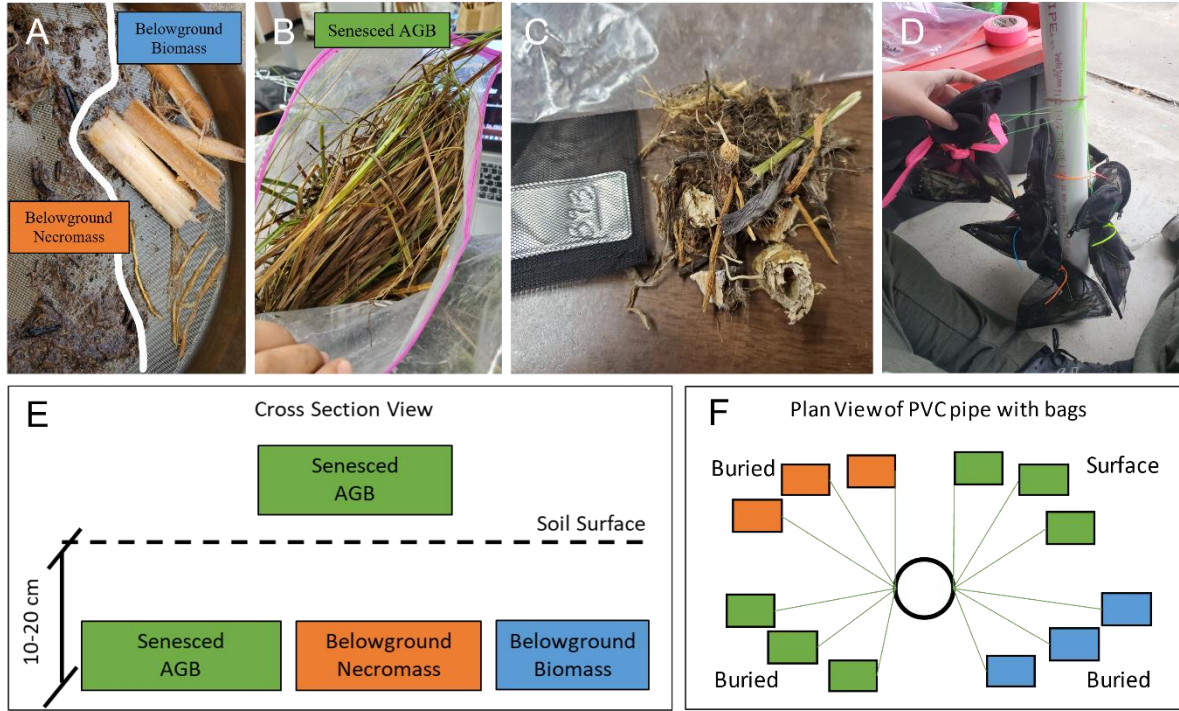 A
Belowground
Biomass
Belowground
Necromass
B
Senesced AGB
C
D
IPE
E
Cross Section View
Senesced
AGB
Soil Surface
10-20 cm
Senesced
AGB
Belowground
Necromass
Belowground
Biomass
F
Plan View of PVC pipe with bags
Buried
Surface
Buried
Buried